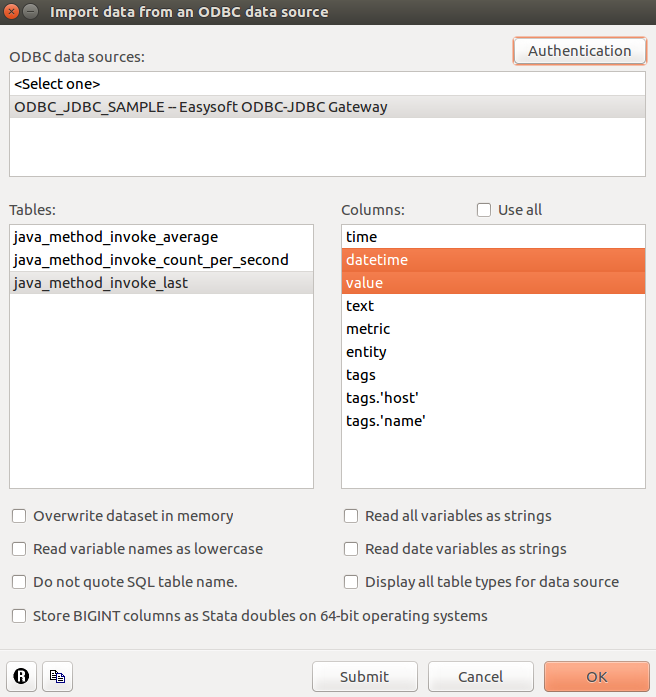 Import data from an ODBC data source
ODBC data sources:
Authentication
<Select one>
ODBC_JDBC_SAMPLE -- Easysoft ODBC-JDBC Gateway
Tables:
Columns:
Use all
java_method_invoke_average
java_method_invoke_count_per_second
java_method_invoke_last
time
datetime
value
text
metric
entity
tags
tags.'host'
tags.'name'
Overwrite dataset in memory
Read all variables as strings
Read variable names as lowercase
Read date variables as strings
Do not quote SQL table name.
Display all table types for data source
Store BIGINT columns as Stata doubles on 64-bit operating systems
R
Submit
Cancel
OK